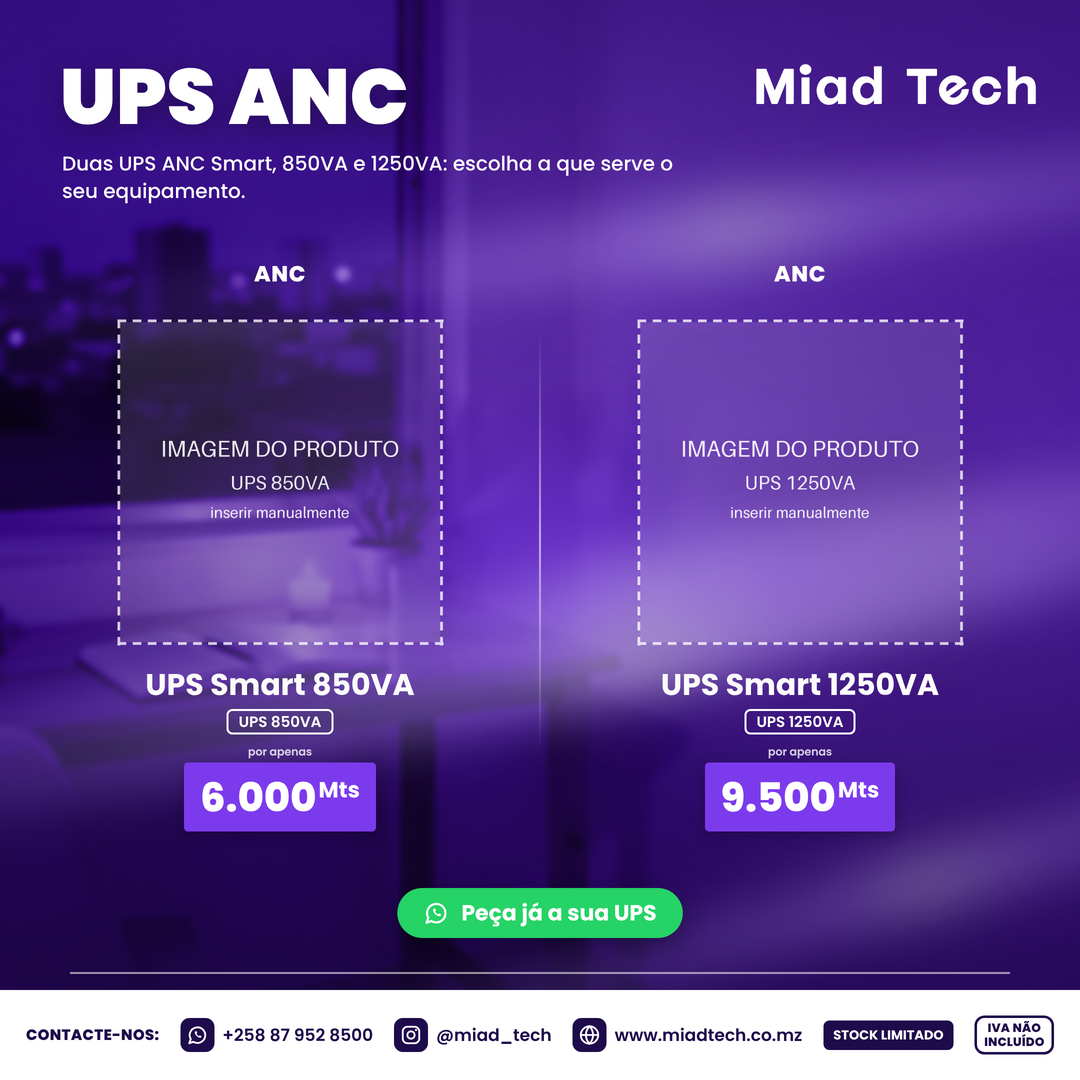 UPS ANC
Miad Tech
Duas UPS ANC Smart, 850VA e 1250VA: escolha a que serve o
seu equipamento.
ANC
IMAGEM DO PRODUTO
UPS 850VA
inserir manualmente
UPS Smart 850VA
UPS 850VA
por apenas
6.000Mts
ANC
IMAGEM DO PRODUTO
UPS 1250VA
inserir manualmente
UPS Smart 1250VA
UPS 1250VA
por apenas
9.500Mts
Peça já a sua UPS
CONTACTE-NOS:
+258 87 952 8500
@miad_tech
www.miadtech.co.mz
STOCK LIMITADO
IVA NÃO
INCLUÍDO